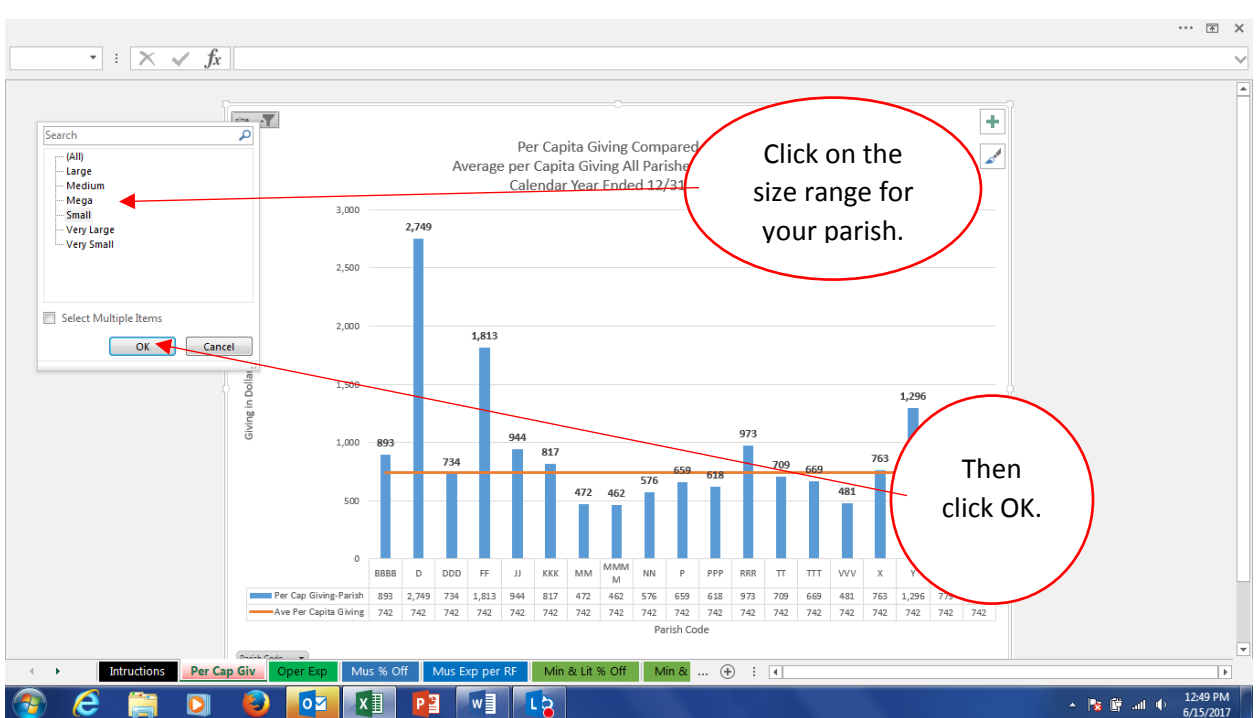 fx
size
Search
(All)
Large
Medium
Mega
Small
Very Large
Very Small
Select Multiple Items
OK Cancel
Per Capita Giving Compared
Average per Capita Giving All Parishe
Calendar Year Ended 12/31
Click on the
size range for
your parish.
Then
click OK.
Giving in Dollar
3,000
2,500
2,000
1,500
1,000
500
0
893 2,749 734 1,813 944 817 472 462 576 659 618 973 709 669 481 763 1,296
BBBB D DDD FF JJ KKK MM MMMM NN P PPP RRR TT TTT VVV X Y
Per Cap Giving-Parish 893 2,749 734 1,813 944 817 472 462 576 659 618 973 709 669 481 763 1,296
Ave Per Capita Giving 742 742 742 742 742 742 742 742 742 742 742 742 742 742 742 742 742 742 742
Parish Code
Parish Code
Intructions Per Cap Giv Oper Exp Mus % Off Mus Exp per RF Min & Lit % Off Min & ...
12:49 PM
6/15/2017